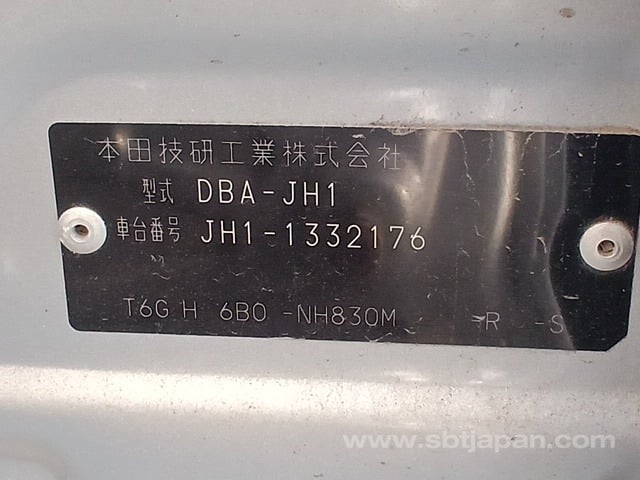 本田技研工業株式会社
型式 DBA-JH1
車台番号 JH1-1332176
T6G H 6B0 -NH830M -R -S
www.sbtjapan.com